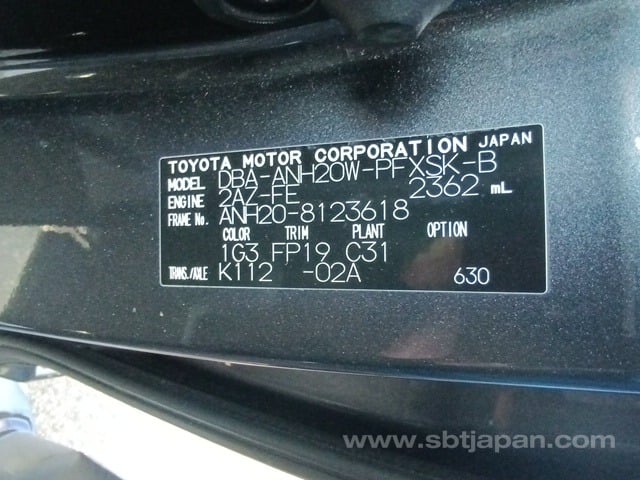 TOYOTA MOTOR CORPORATION JAPAN
MODEL DBA-ANH20W-PFXSK-B
ENGINE 2AZ-FE 2362 mL
FRAME No. ANH20-8123618
COLOR TRIM PLANT OPTION
1G3 FP19 C31
TRANS./AXLE K112 -02A 630
www.sbtjapan.com